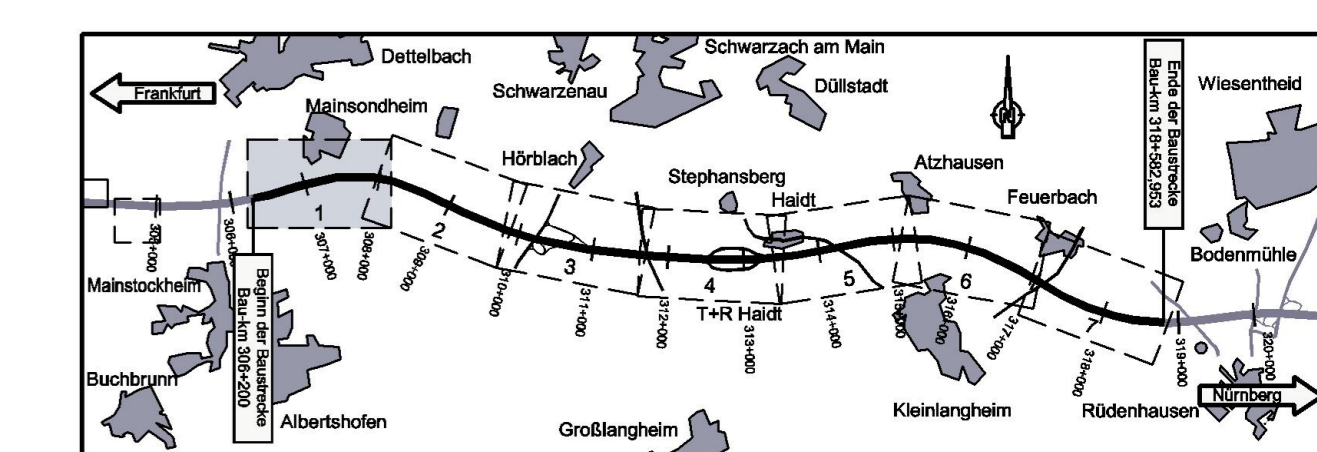 Dettelbach
Schwarzach am Main
Wiesentheid
Frankfurt
Schwarzenau
Düllstadt
Mainsondheim
Hörblach
Stephansberg
Haidt
Atzhausen
Feuerbach
Ende der Baustrecke
Bau-km 318+582,953
Bodenmühle
Mainstockheim
Beginn der Baustrecke
Bau-km 306+200
1
2
3
4
5
6
7
T+R Haidt
307+000
308+000
309+000
310+000
311+000
312+000
313+000
314+000
316+000
317+000
318+000
319+000
320+000
Buchbrunn
Albertshofen
Großlangheim
Kleinlangheim
Rüdenhausen
Nürnberg